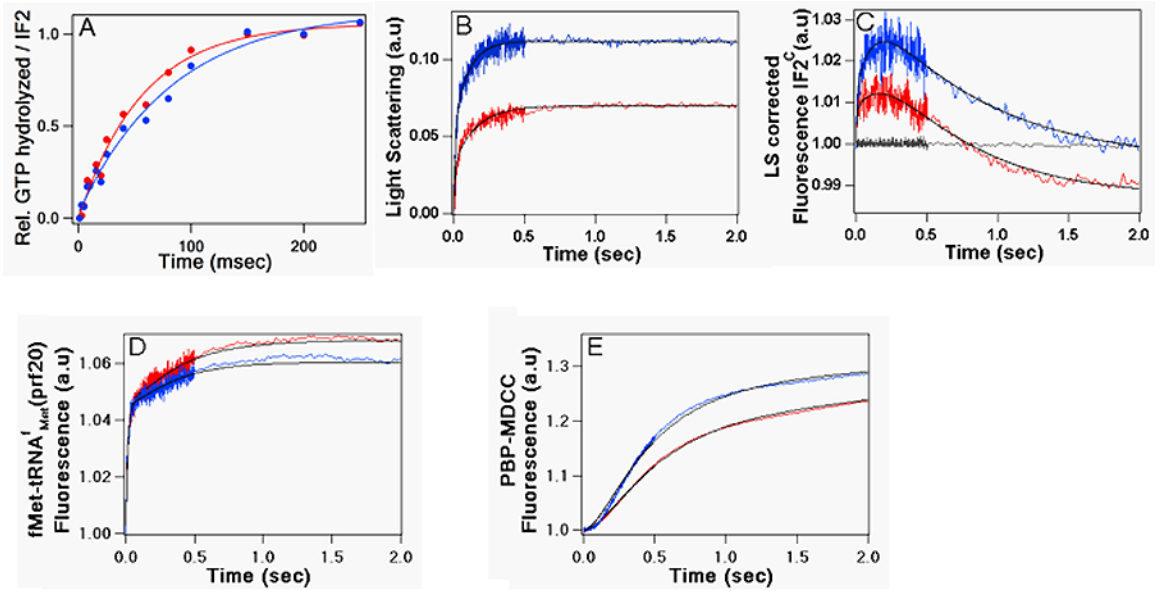 A
Rel. GTP hydrolyzed / IF2
1.0
0.5
0.0
0
100
200
Time (msec)
B
Light Scattering (a.u)
0.10
0.05
0.00
0.0
0.5
1.0
1.5
2.0
Time (sec)
C
LS corrected
Fluorescence IF2C (a.u)
1.03
1.02
1.01
1.00
0.99
0.0
0.5
1.0
1.5
2.0
Time (sec)
D
fMet-tRNAfMet(prf20)
Fluorescence (a.u)
1.06
1.04
1.02
1.00
0.0
0.5
1.0
1.5
2.0
Time (sec)
E
PBP-MDCC
Fluorescence (a.u)
1.3
1.2
1.1
1.0
0.0
0.5
1.0
1.5
2.0
Time (sec)